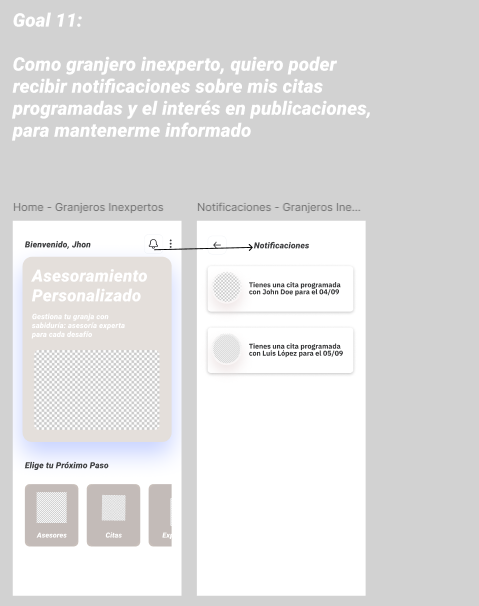 Goal 11:
Como granjero inexperto, quiero poder
recibir notificaciones sobre mis citas
programadas y el interés en publicaciones,
para mantenerme informado
Home - Granjeros Inexpertos
Bienvenido, Jhon
Asesoramiento
Personalizado
Gestiona tu granja con
sabiduría: asesoría experta
para cada desafío
Elige tu Próximo Paso
Asesores
Citas
Notificaciones - Granjeros Ine...
Notificaciones
Tienes una cita programada
con John Doe para el 04/09
Tienes una cita programada
con Luis López para el 05/09